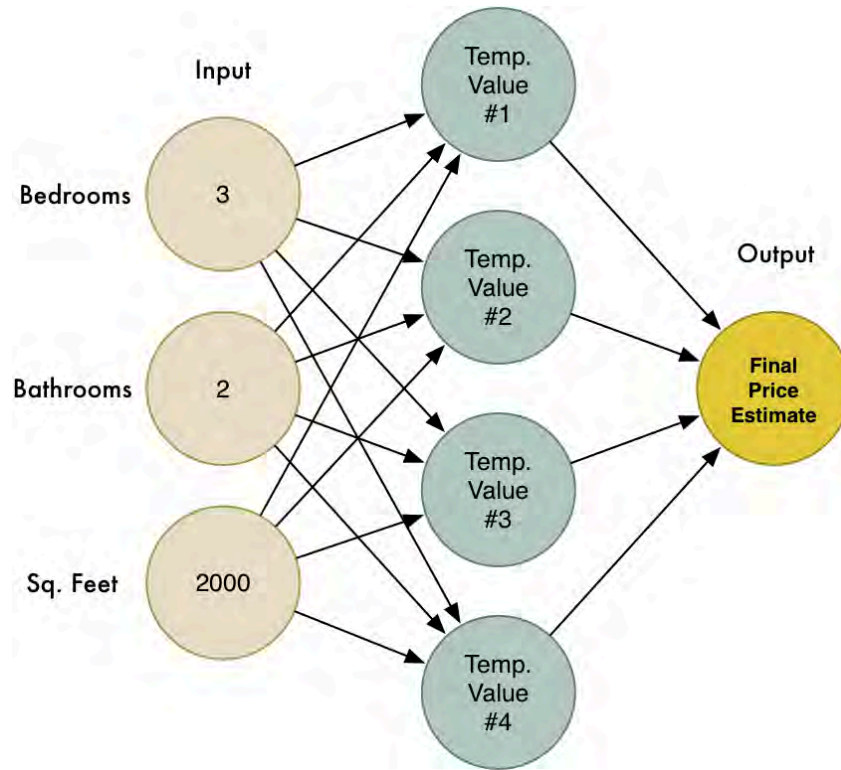 Input
Bedrooms
3
Bathrooms
2
Sq. Feet
2000
Temp.
Value
#1
Temp.
Value
#2
Temp.
Value
#3
Temp.
Value
#4
Output
Final
Price
Estimate